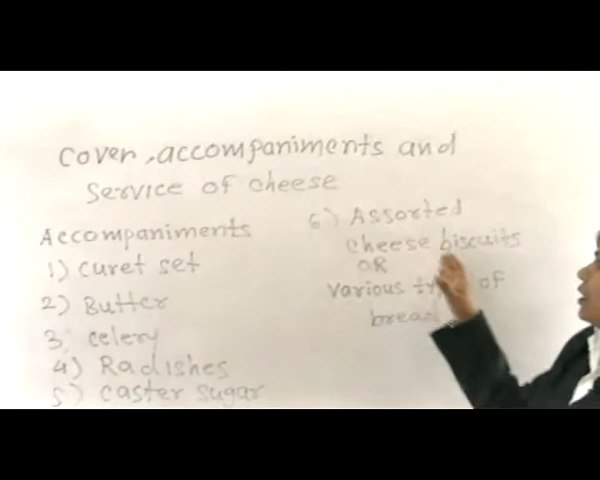 Cover, accompaniments and
Service of cheese
Accompaniments
1) curet set
2) Butter
3) celery
4) Radishes
5) caster sugar
6) Assorted
cheese biscuits
OR
various of